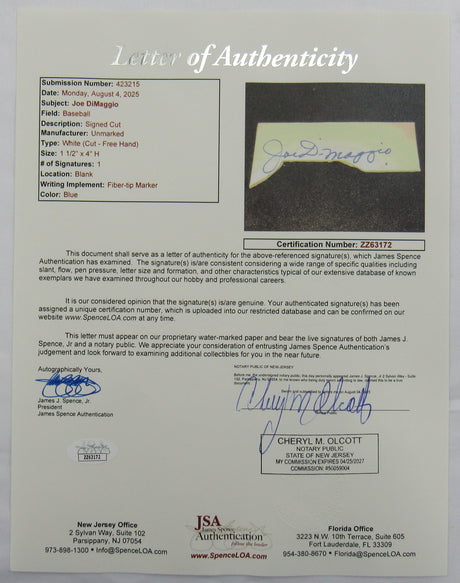 Letter of Authenticity
Submission Number: 423215
Date: Monday, August 4, 2025
Subject: Joe DiMaggio
Field: Baseball
Description: Signed Cut
Manufacturer: Unmarked
Type: White (Cut - Free Hand)
Size: 1 1/2" x 4" H
# of Signatures: 1
Location: Blank
Writing Implement: Fiber-tip Marker
Color: Blue
Joe DiMaggio
Certification Number: ZZ63172
This document shall serve as a letter of authenticity for the above-referenced signature(s), which James Spence
Authentication has examined. The signature(s) is/are consistent considering a wide range of specific qualities including
slant, flow, pen pressure, letter size and formation, and other characteristics typical of our extensive database of known
exemplars we have examined throughout our hobby and professional careers.
It is our considered opinion that the signature(s) is/are genuine. Your authenticated signature(s) has been
assigned a unique certification number, which is uploaded into our restricted database and can be confirmed on
www.SpenceLOA.com at any time.
This letter must appear on our proprietary water-marked paper and bear the live signatures of both James J.
Spence, Jr and a notary public. We appreciate your consideration of entrusting James Spence Authentication's
judgement and look forward to examining additional collectibles for you in the near future.
Autographically Yours,
James J. Spence, Jr.
President
James Spence Authentication
NOTARY PUBLIC OF NEW JERSEY
Cheryl M Olcott
CHERYL M. OLCOTT
NOTARY PUBLIC
STATE OF NEW JERSEY
MY COMMISSION EXPIRES 04/25/2027
COMMISSION: #50059004
JSA
ZZ63172
New Jersey Office
2 Sylvan Way, Suite 102
Parsippany, NJ 07054
973-898-1300 • Info@SpenceLOA.com
JSA
James Spence
Authentication
follow the leader
www.SpenceLOA.com
Florida Office
3223 N.W. 10th Terrace, Suite 605
Fort Lauderdale, FL 33309
954-380-8670 • Florida@SpenceLOA.com